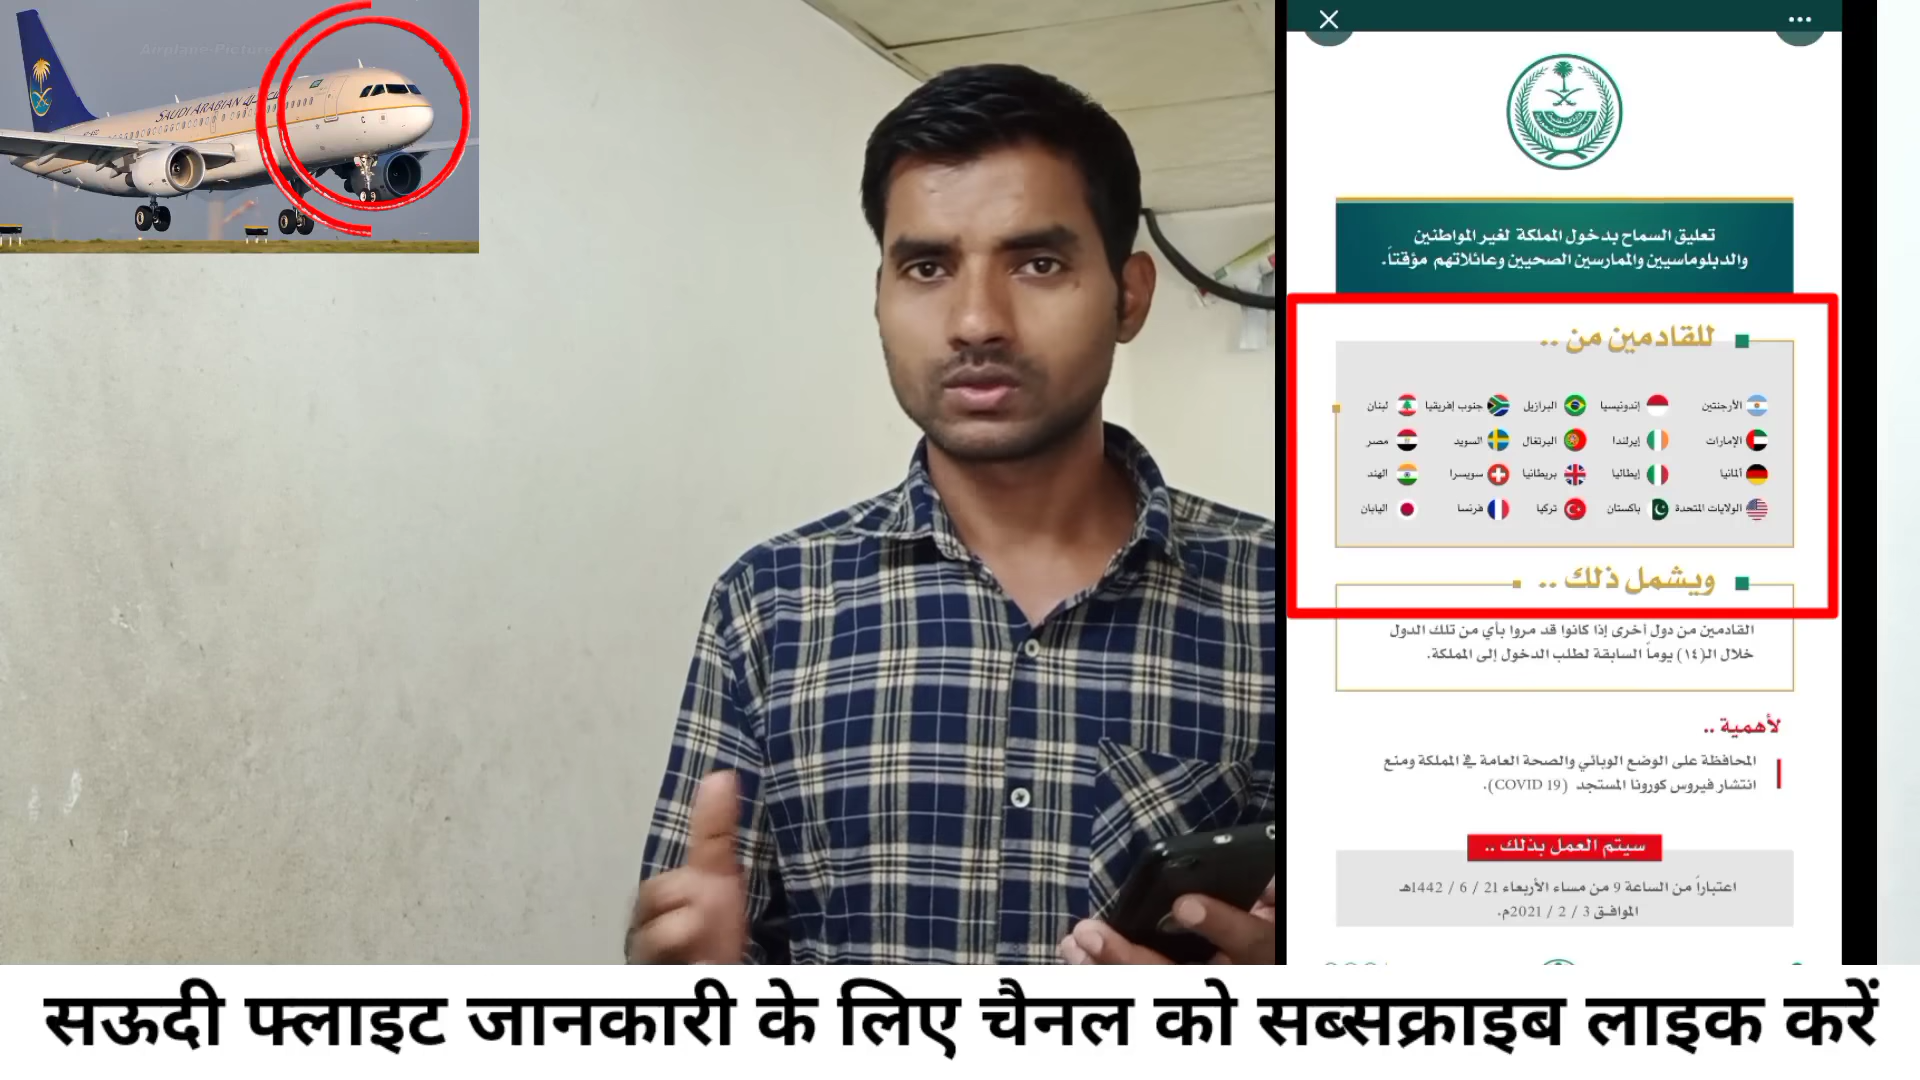 Airplane-Picture
SAUDI ARABIAN السعودية
تعليق السماح بدخول المملكة لغير المواطنين
والدبلوماسيين والممارسين الصحيين وعائلاتهم مؤقتاً.
للقادمين من ..
الأرجنتين إندونيسيا البرازيل جنوب إفريقيا لبنان
الإمارات إيرلندا البرتغال السويد مصر
ألمانيا إيطاليا بريطانيا سويسرا الهند
الولايات المتحدة باكستان تركيا فرنسا اليابان
ويشمل ذلك ..
القادمين من دول أخرى إذا كانوا قد مروا بأي من تلك الدول
خلال الـ(١٤) يوماً السابقة لطلب الدخول إلى المملكة.
لأهمية ..
المحافظة على الوضع الوبائي والصحة العامة في المملكة ومنع
انتشار فيروس كورونا المستجد (COVID 19).
سيتم العمل بذلك ..
اعتباراً من الساعة 9 من مساء الأربعاء 21 / 6 / 1442هـ
الموافق 3 / 2 / 2021م.
सऊदी फ्लाइट जानकारी के लिए चैनल को सब्सक्राइब लाइक करें